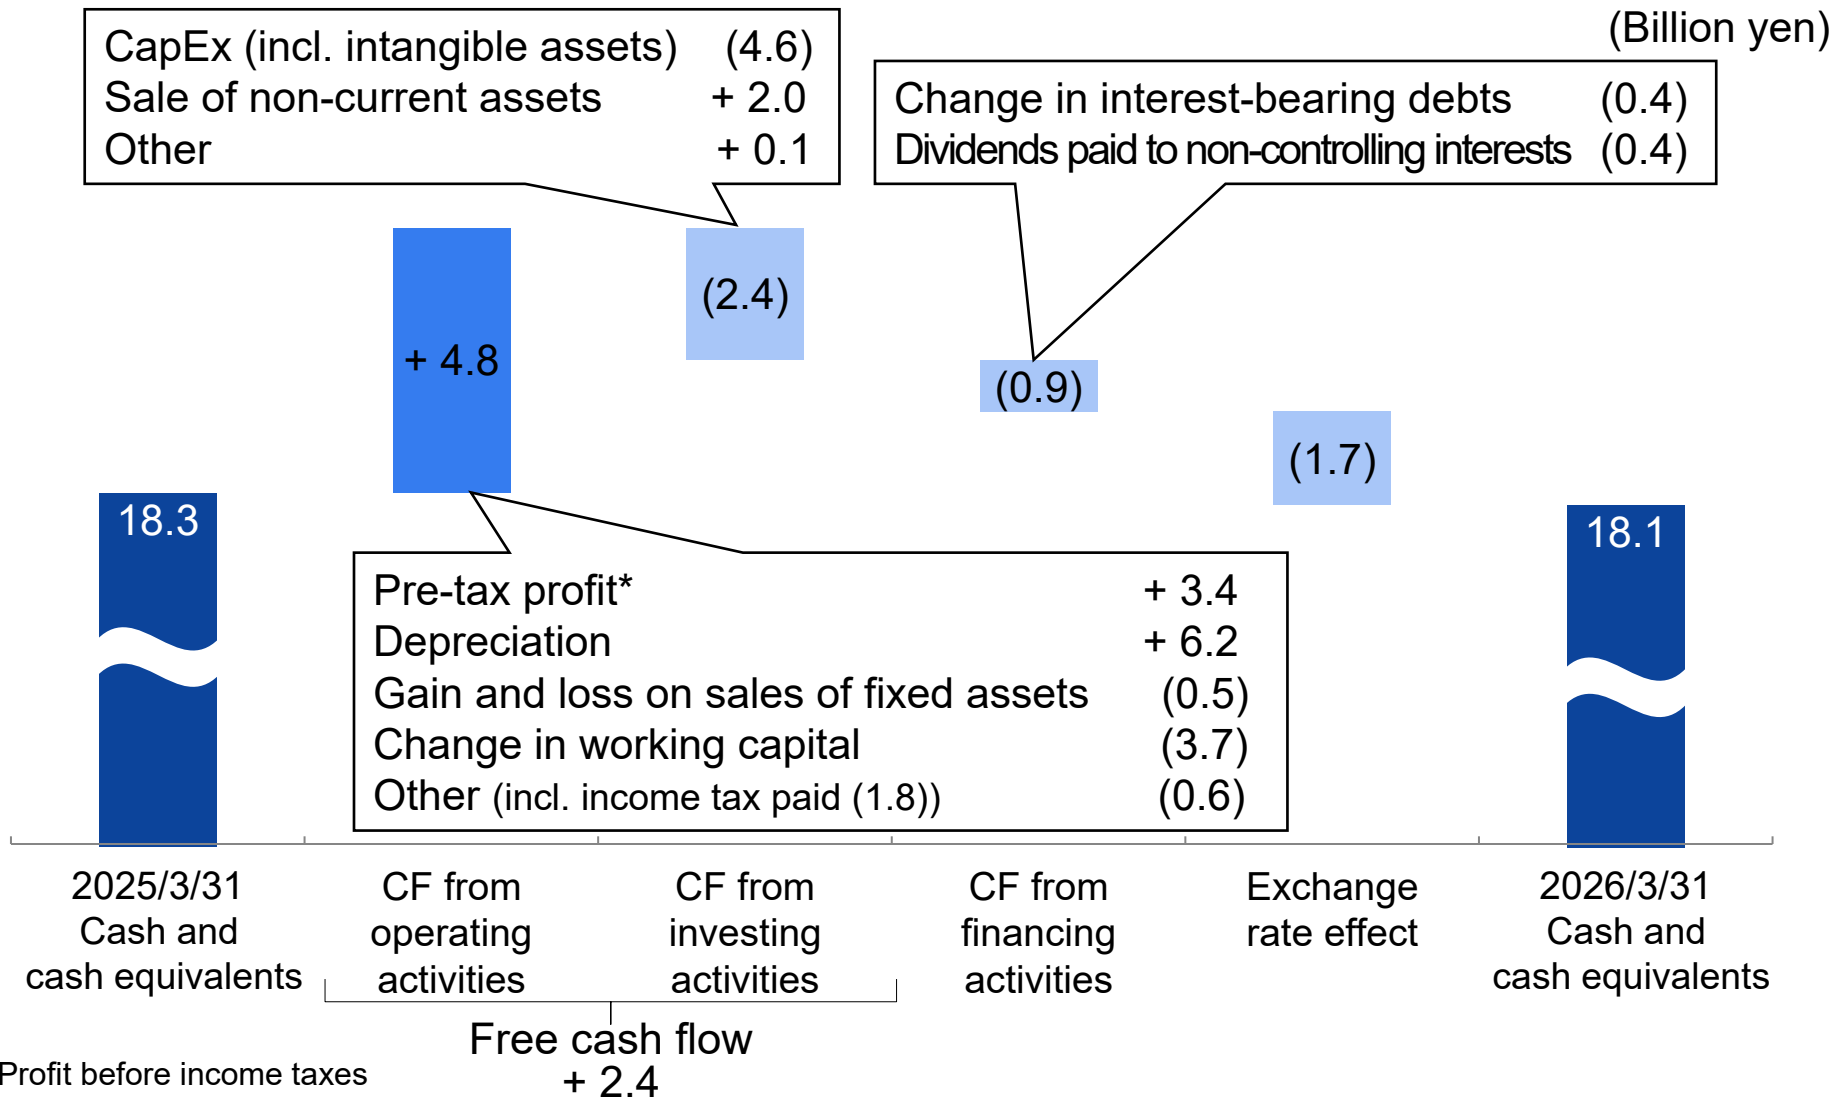 (Billion yen)
CapEx (incl. intangible assets) (4.6)
Sale of non-current assets + 2.0
Other + 0.1
Change in interest-bearing debts (0.4)
Dividends paid to non-controlling interests (0.4)
18.3
+ 4.8
(2.4)
(0.9)
(1.7)
18.1
Pre-tax profit* + 3.4
Depreciation + 6.2
Gain and loss on sales of fixed assets (0.5)
Change in working capital (3.7)
Other (incl. income tax paid (1.8)) (0.6)
2025/3/31
Cash and
cash equivalents
CF from
operating
activities
CF from
investing
activities
CF from
financing
activities
Exchange
rate effect
2026/3/31
Cash and
cash equivalents
Free cash flow
+ 2.4
Profit before income taxes